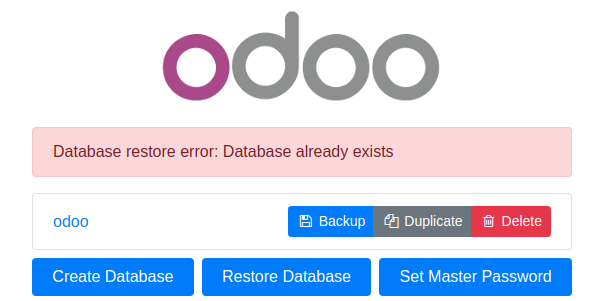 odoo
Database restore error: Database already exists
odoo
Backup
Duplicate
Delete
Create Database
Restore Database
Set Master Password